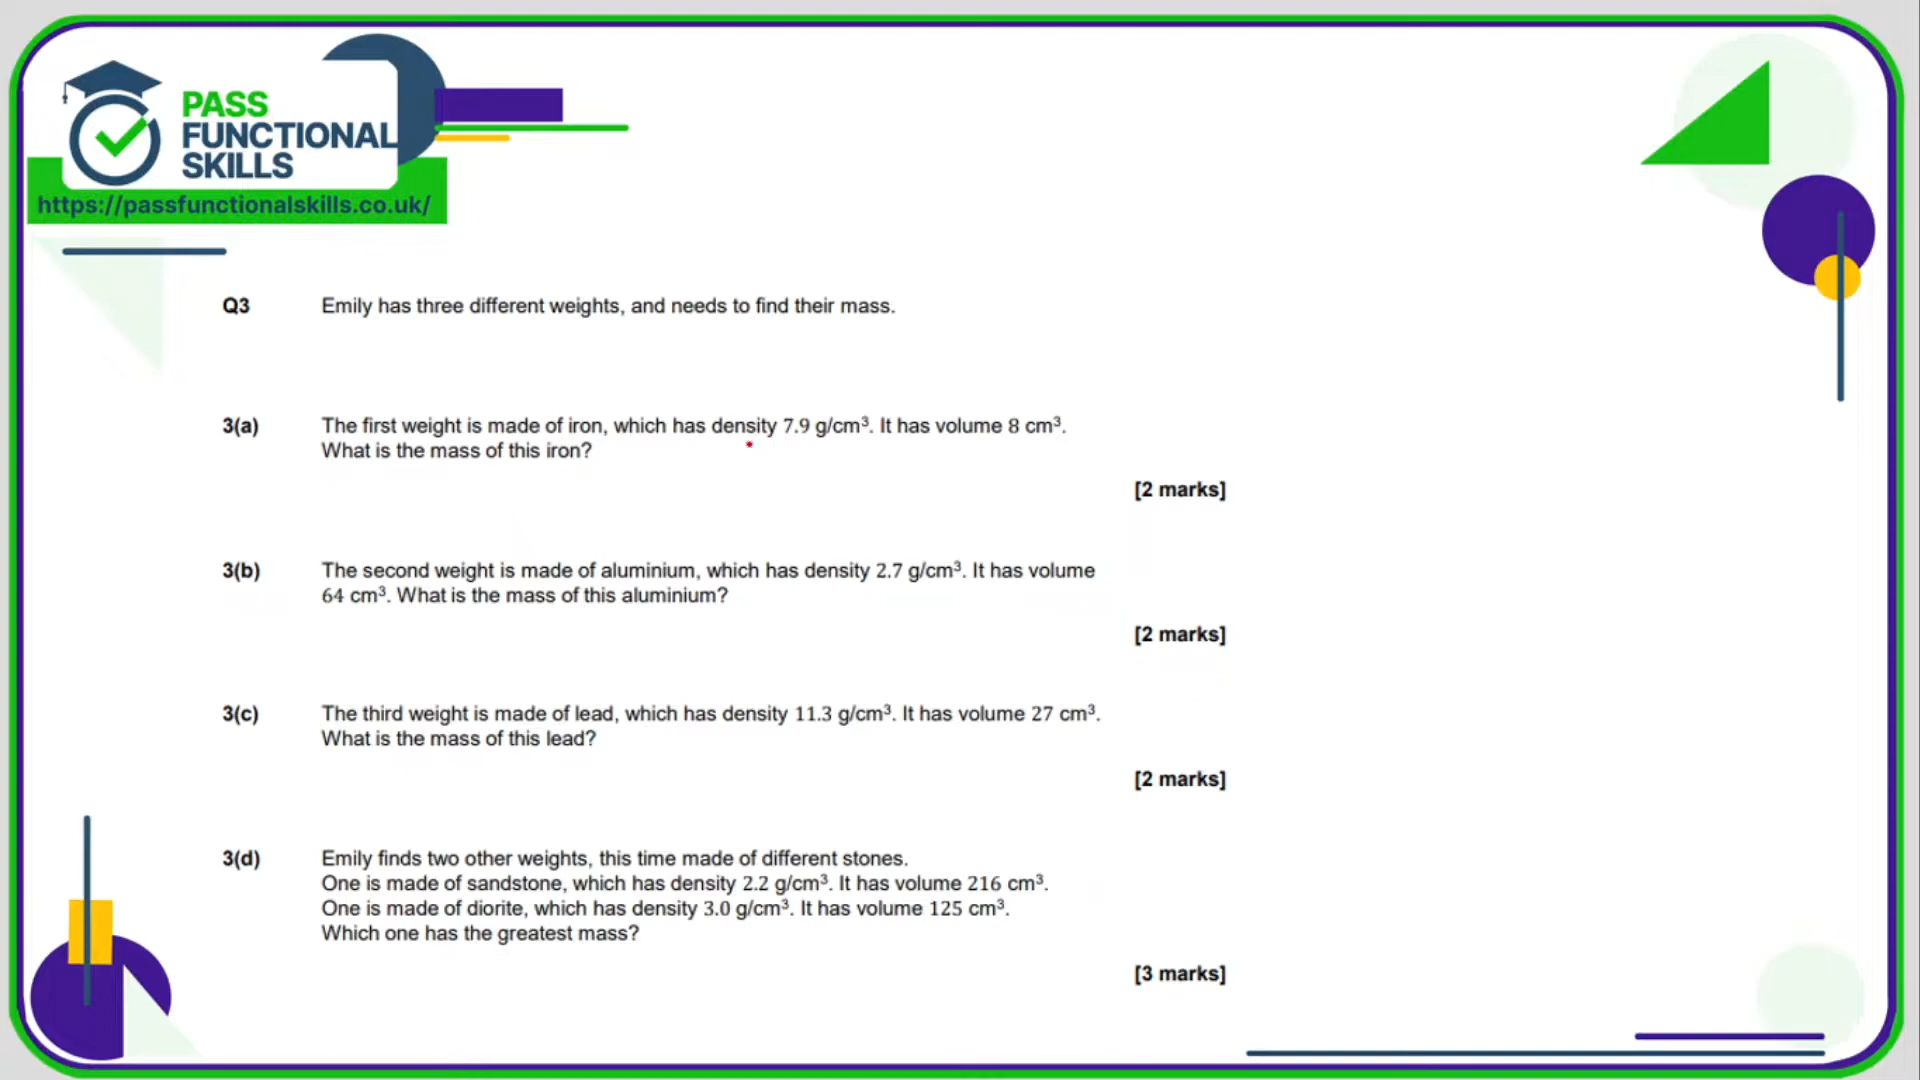 PASS
FUNCTIONAL
SKILLS
https://passfunctionalskills.co.uk/
Q3 Emily has three different weights, and needs to find their mass.
3(a) The first weight is made of iron, which has density 7.9 g/cm³. It has volume 8 cm³.
What is the mass of this iron?
[2 marks]
3(b) The second weight is made of aluminium, which has density 2.7 g/cm³. It has volume
64 cm³. What is the mass of this aluminium?
[2 marks]
3(c) The third weight is made of lead, which has density 11.3 g/cm³. It has volume 27 cm³.
What is the mass of this lead?
[2 marks]
3(d) Emily finds two other weights, this time made of different stones.
One is made of sandstone, which has density 2.2 g/cm³. It has volume 216 cm³.
One is made of diorite, which has density 3.0 g/cm³. It has volume 125 cm³.
Which one has the greatest mass?
[3 marks]